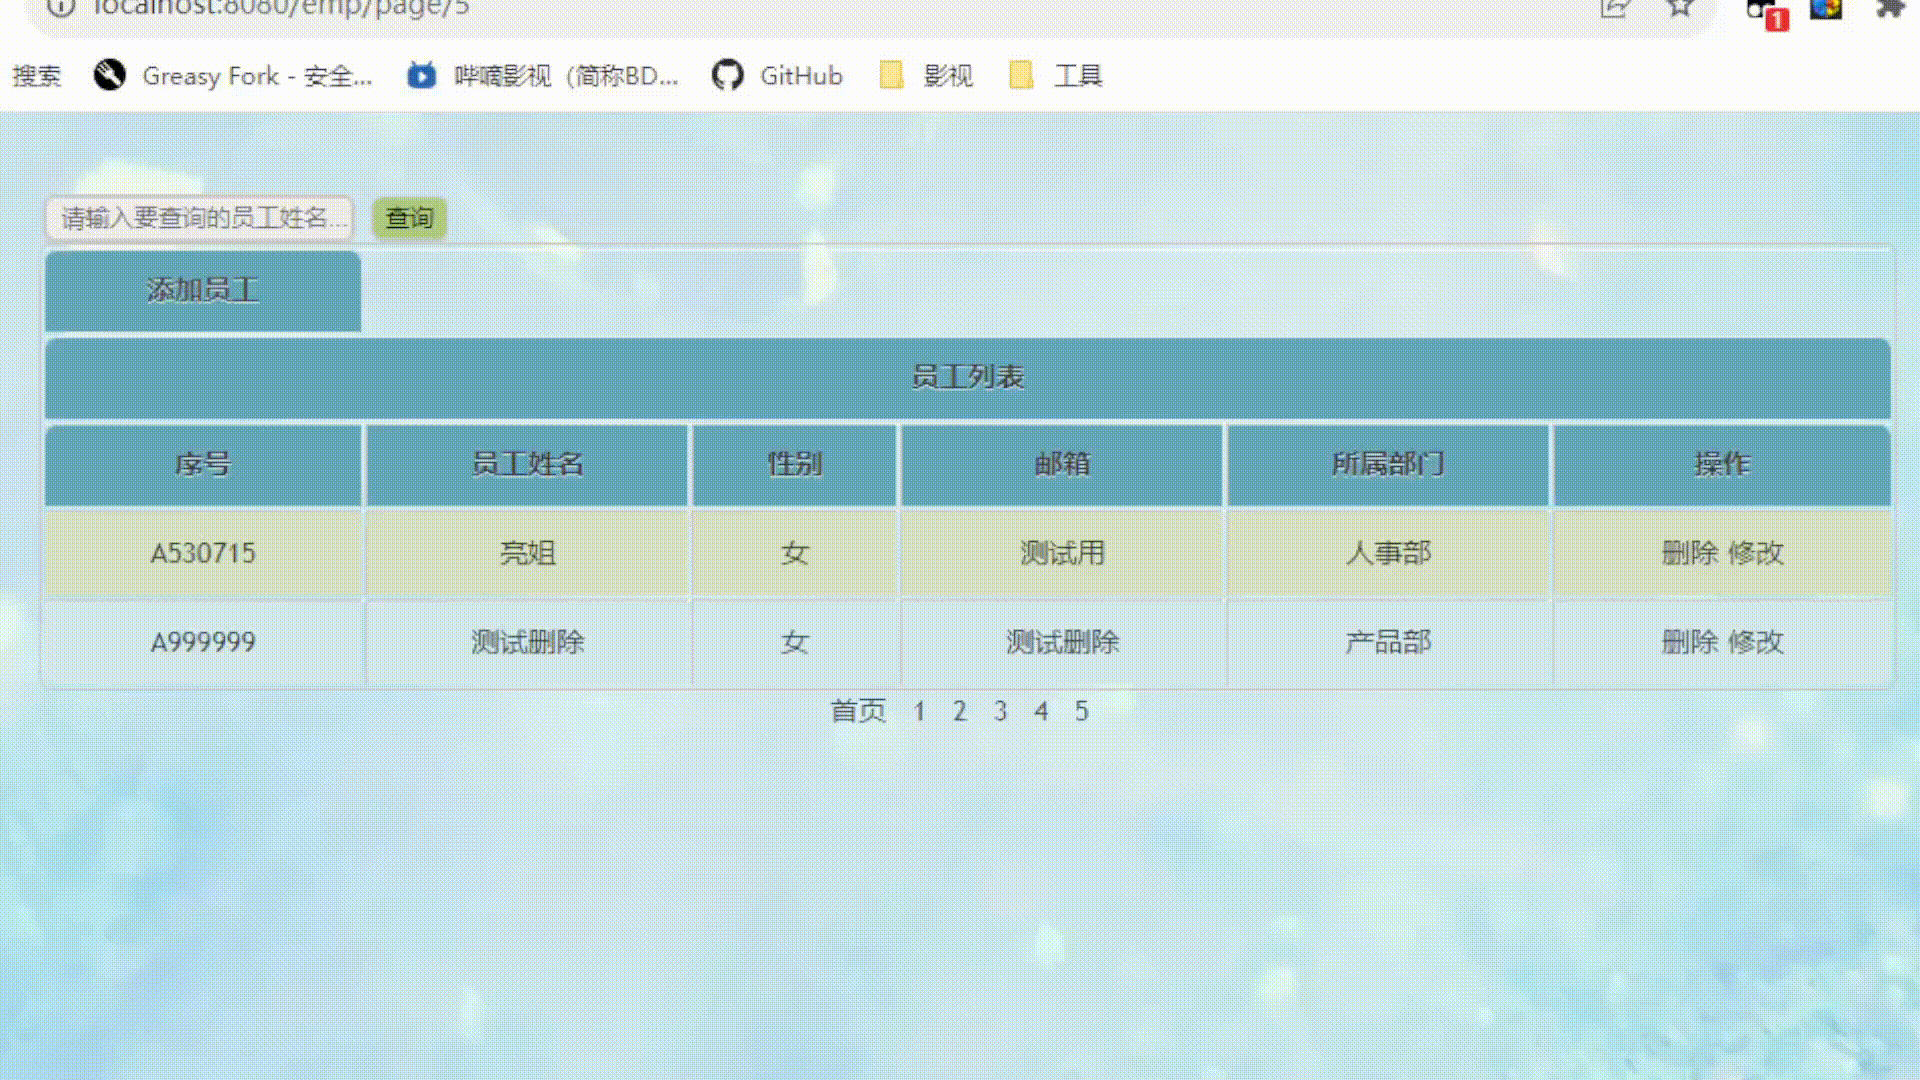 localhost:8080/emp/page/5
1
搜索 Greasy Fork - 安全... 哔嘀影视（简称BD... GitHub 影视 工具
请输入要查询的员工姓名... 查询
添加员工
员工列表
序号 员工姓名 性别 邮箱 所属部门 操作
A530715 亮姐 女 测试用 人事部 删除 修改
A999999 测试删除 女 测试删除 产品部 删除 修改
首页 1 2 3 4 5